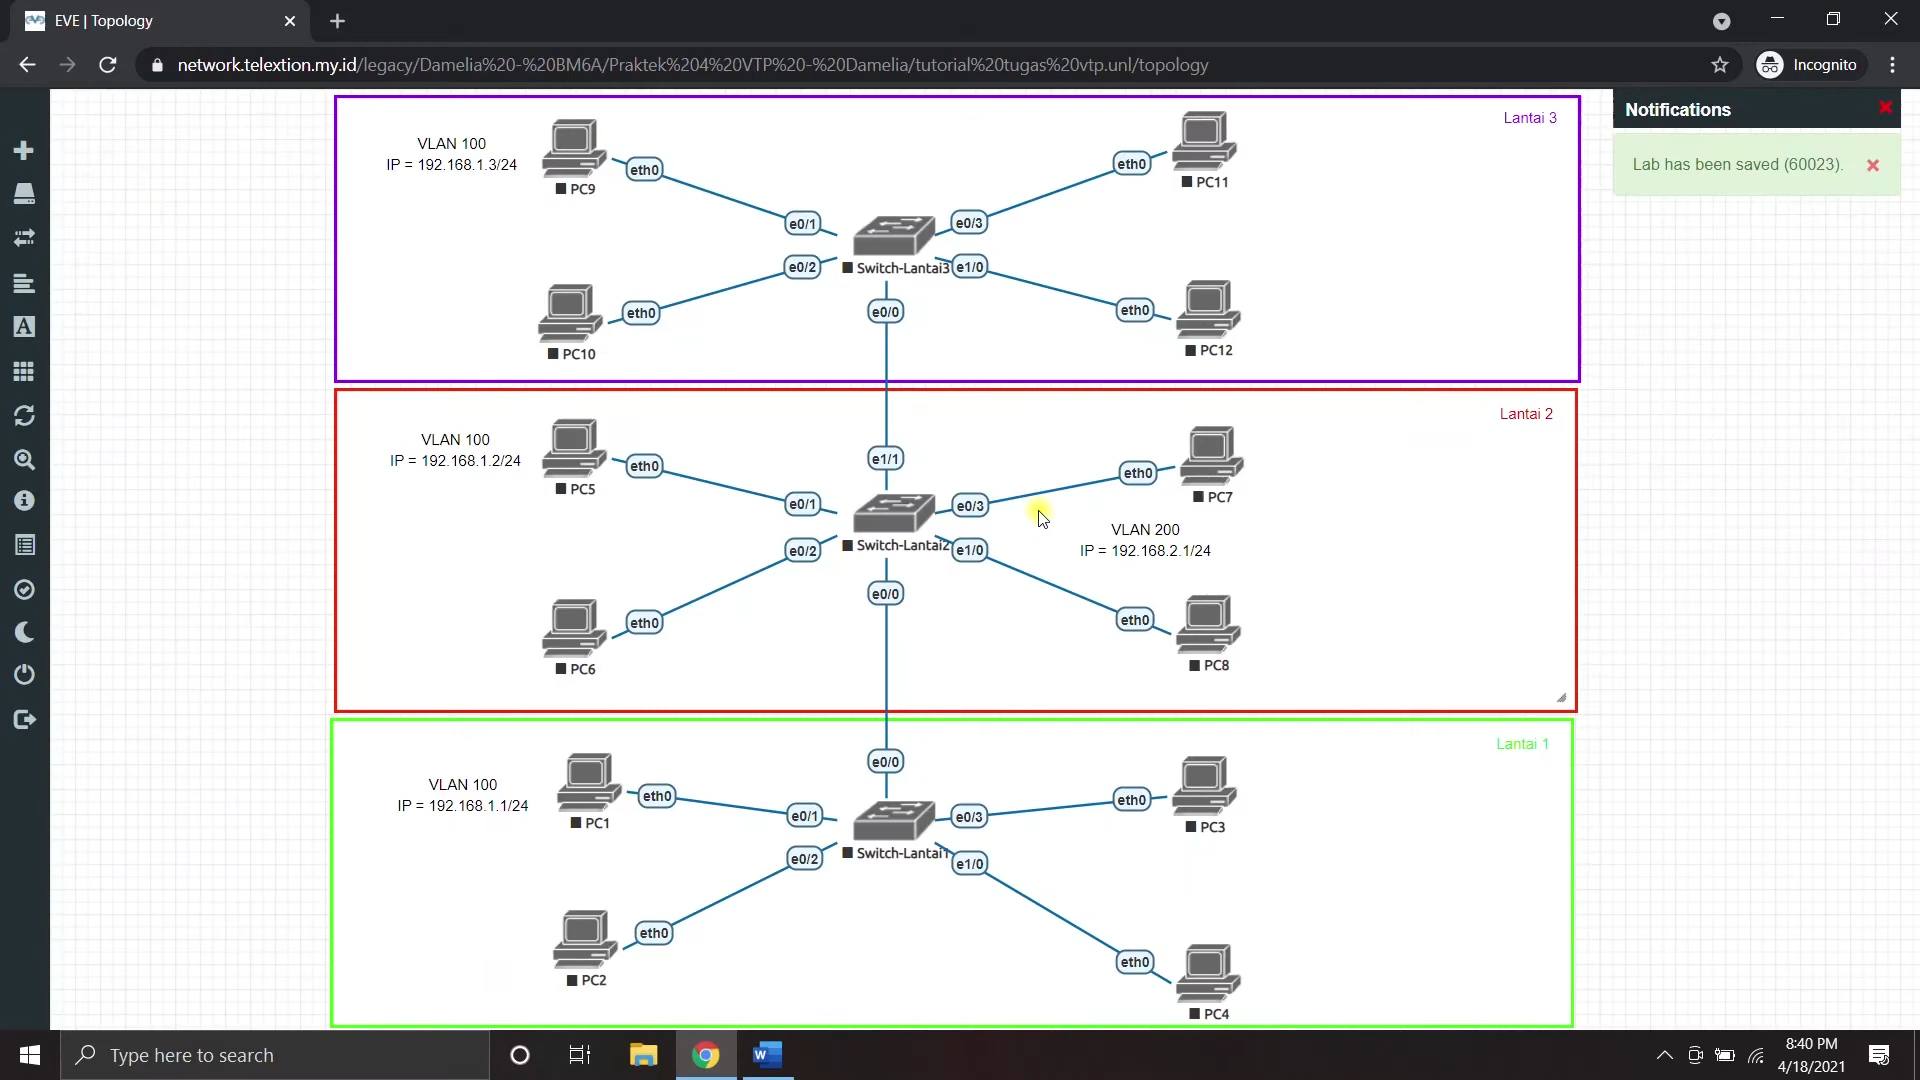 EVE | Topology
network.telextion.my.id/legacy/Damelia%20-%20BM6A/Praktek%204%20VTP%20-%20Damelia/tutorial%20tugas%20vtp.unl/topology
Incognito
Notifications
Lab has been saved (60023).
Lantai 3
VLAN 100
IP = 192.168.1.3/24
PC9
eth0
e0/1
eth0
PC11
e0/3
Switch-Lantai3
e0/2
e1/0
eth0
PC10
e0/0
eth0
PC12
Lantai 2
VLAN 100
IP = 192.168.1.2/24
PC5
eth0
e0/1
e1/1
eth0
PC7
e0/3
Switch-Lantai2
e0/2
e1/0
VLAN 200
IP = 192.168.2.1/24
e0/0
eth0
PC6
eth0
PC8
Lantai 1
VLAN 100
IP = 192.168.1.1/24
PC1
eth0
e0/1
e0/0
eth0
PC3
e0/3
Switch-Lantai1
e0/2
e1/0
eth0
PC2
eth0
PC4
Type here to search
8:40 PM
4/18/2021